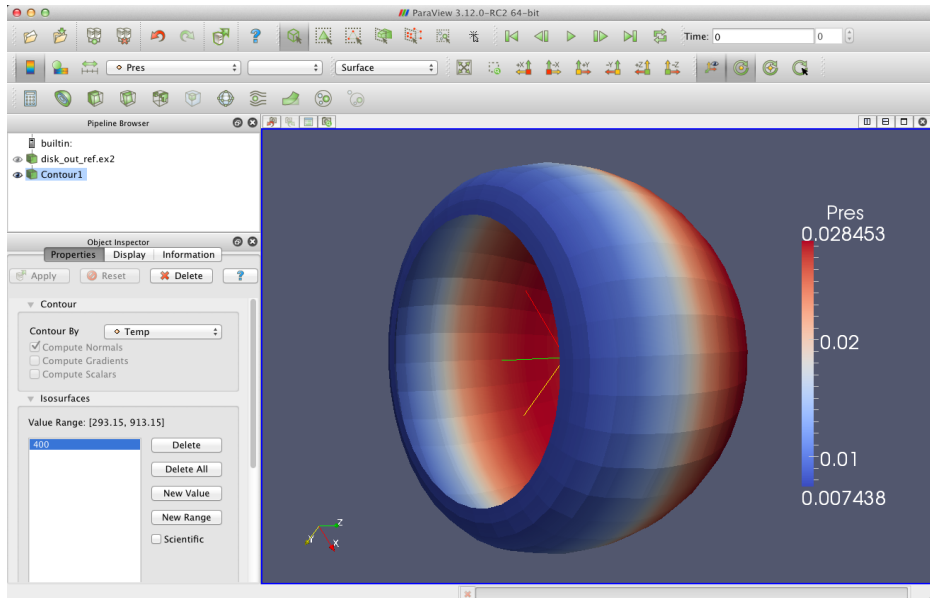 ParaView 3.12.0-RC2 64-bit
Time: 0 0
Pres Surface
+X -X +Y -Y +Z -Z
Pipeline Browser
builtin:
disk_out_ref.ex2
Contour1
Object Inspector
Properties Display Information
Apply Reset Delete ?
Contour
Contour By Temp
Compute Normals
Compute Gradients
Compute Scalars
Isosurfaces
Value Range: [293.15, 913.15]
400
Delete
Delete All
New Value
New Range
Scientific
Pres
0.028453
0.02
0.01
0.007438
Z
Y
X